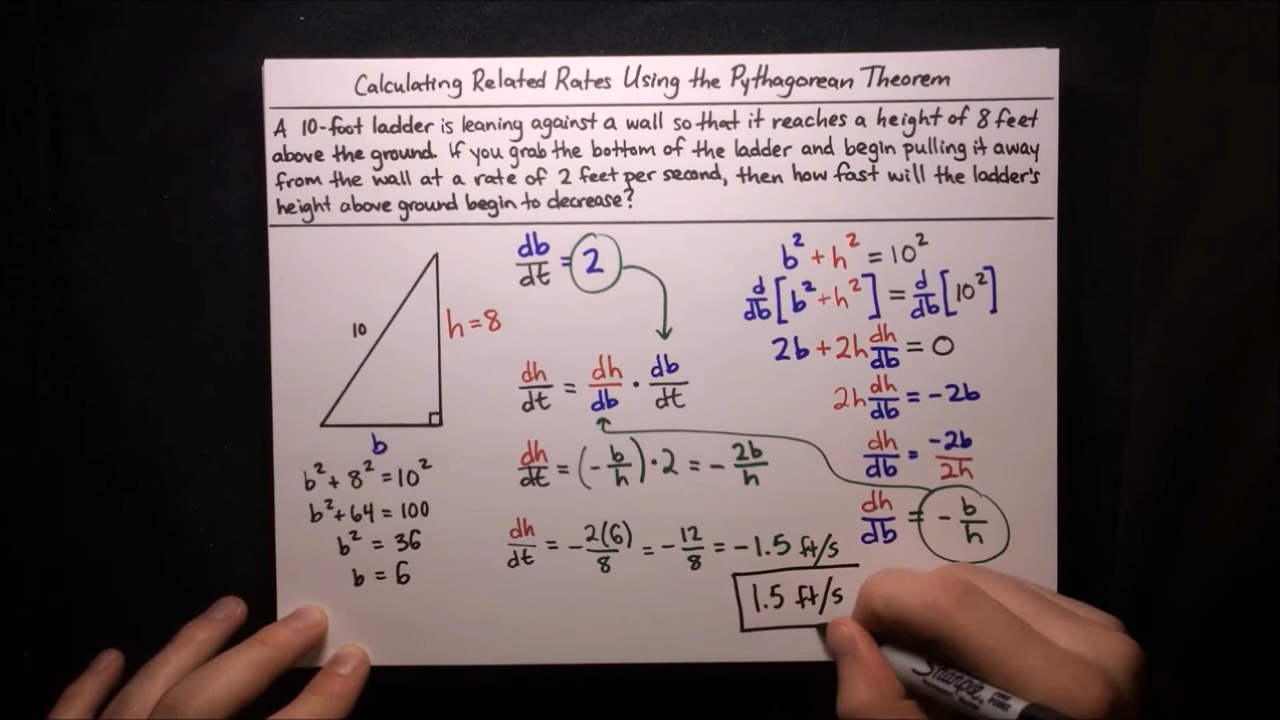 Calculating Related Rates Using the Pythagorean Theorem
A 10-foot ladder is leaning against a wall so that it reaches a height of 8 feet
above the ground. If you grab the bottom of the ladder and begin pulling it away
from the wall at a rate of 2 feet per second, then how fast will the ladder's
height above ground begin to decrease?
10
h = 8
b
b² + 8² = 10²
b² + 64 = 100
b² = 36
b = 6
db/dt = 2
dh/dt = dh/db · db/dt
dh/dt = (-b/h) · 2 = -2b/h
dh/dt = -2(6)/8 = -12/8 = -1.5 ft/s
1.5 ft/s
b² + h² = 10²
d/db [b² + h²] = d/db [10²]
2b + 2h dh/db = 0
2h dh/db = -2b
dh/db = -2b/2h
dh/db = -b/h
Sharpie
FINE POINT